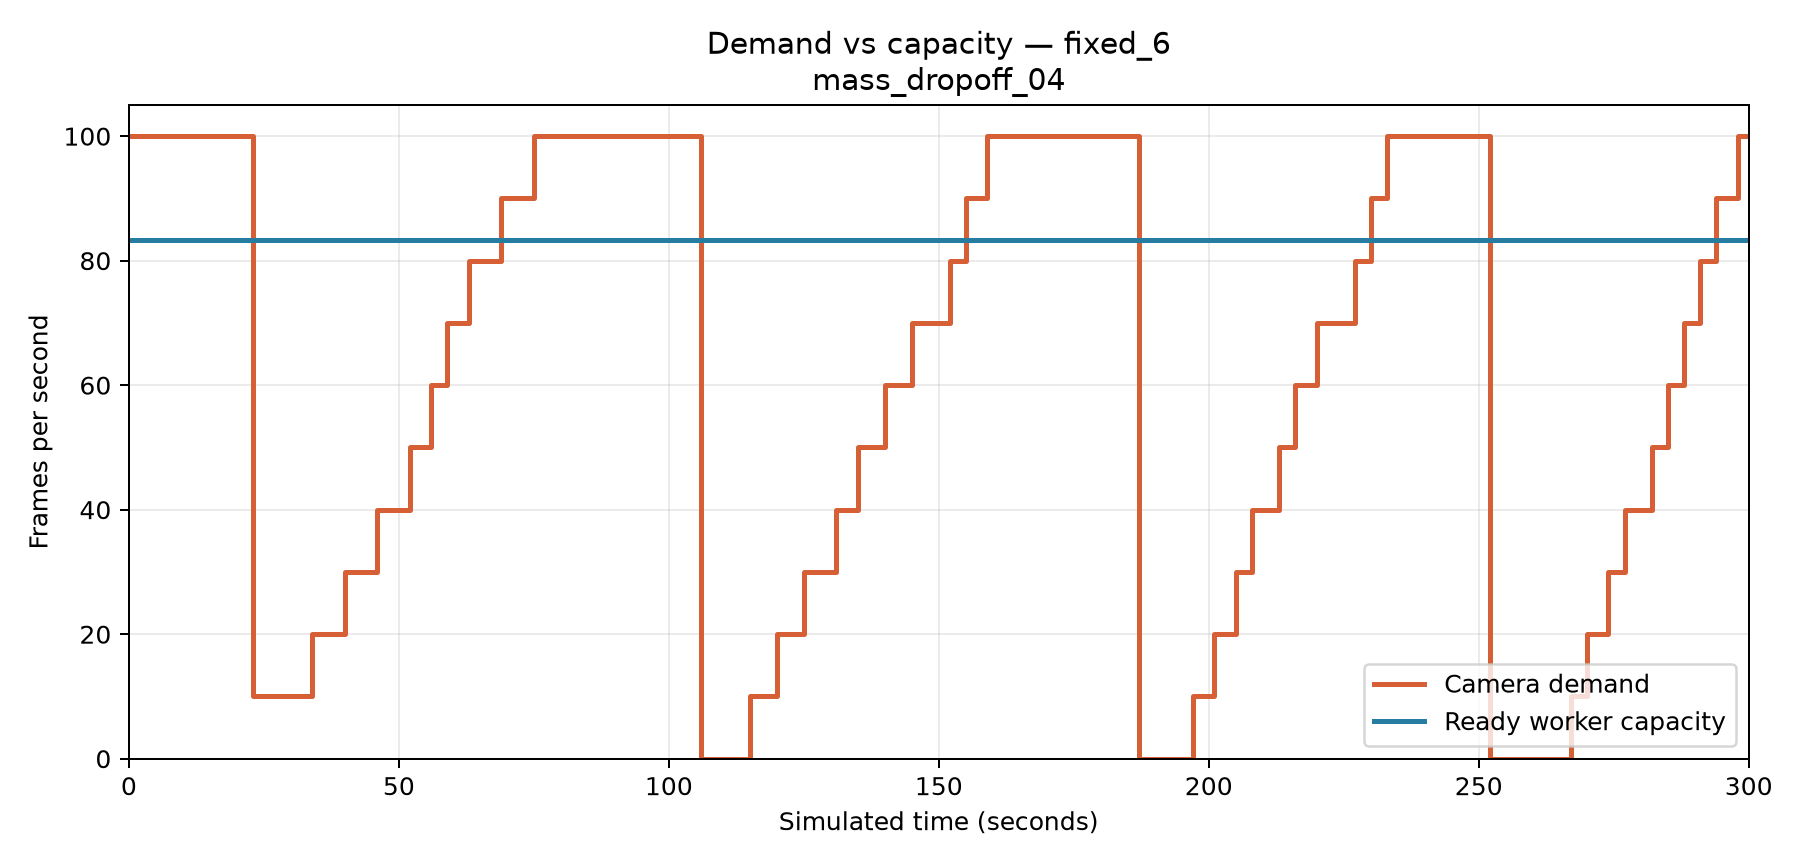 Demand vs capacity — fixed_6
mass_dropoff_04
Frames per second
100
80
60
40
20
0
0 50 100 150 200 250 300
Simulated time (seconds)
Camera demand
Ready worker capacity